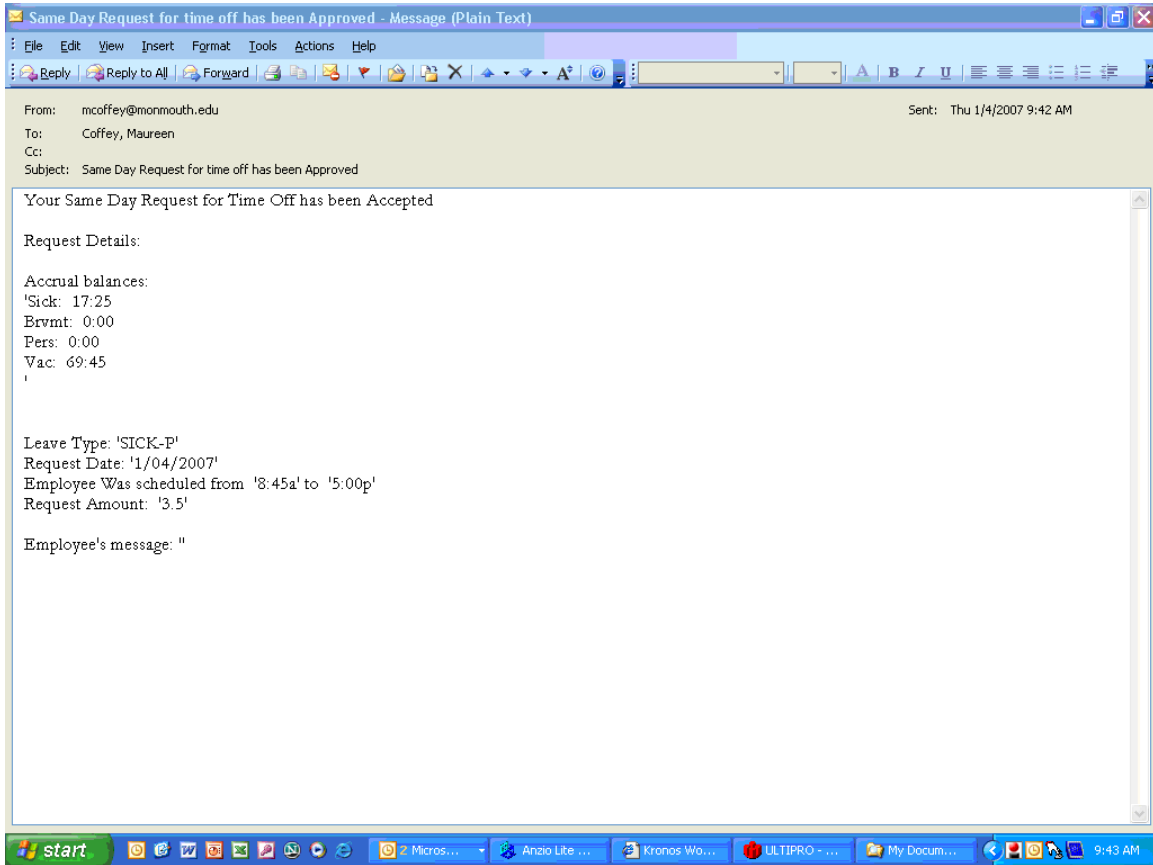 Same Day Request for time off has been Approved - Message (Plain Text)
File Edit View Insert Format Tools Actions Help
Reply Reply to All Forward A B I U
From: mcoffey@monmouth.edu Sent: Thu 1/4/2007 9:42 AM
To: Coffey, Maureen
Cc:
Subject: Same Day Request for time off has been Approved
Your Same Day Request for Time Off has been Accepted
Request Details:
Accrual balances:
'Sick: 17:25
Brvmt: 0:00
Pers: 0:00
Vac: 69:45
'
Leave Type: 'SICK-P'
Request Date: '1/04/2007'
Employee Was scheduled from '8:45a' to '5:00p'
Request Amount: '3.5'
Employee's message: ''
start 2 Micros... Anzio Lite ... Kronos Wo... ULTIPRO - ... My Docum... 9:43 AM